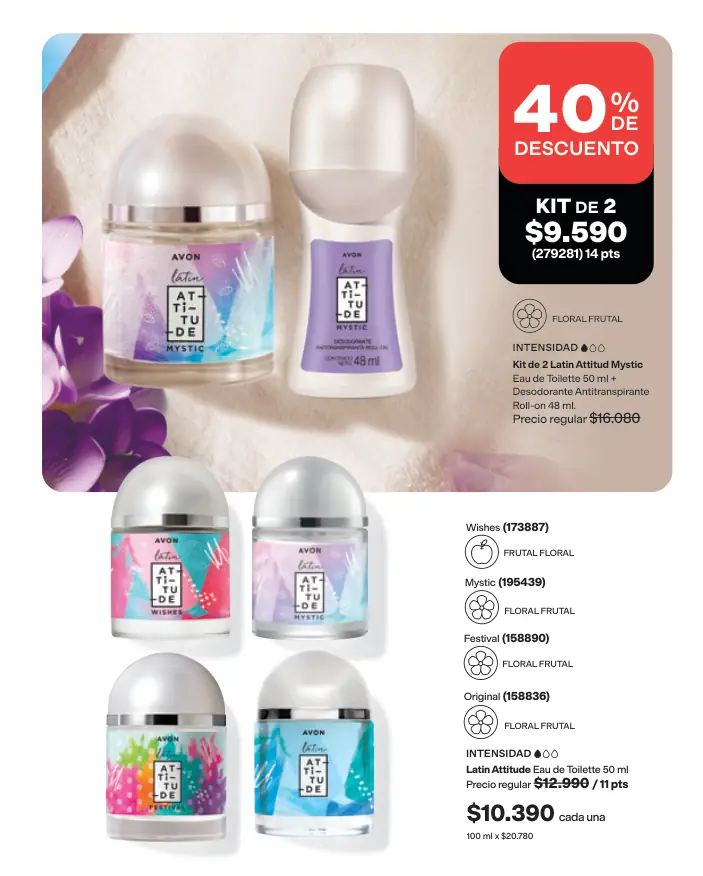 40%
DE
DESCUENTO
KIT DE 2
$9.590
(279281) 14 pts
AVON
latin
AT
TI-
TU
-DE
MYSTIC
AVON
latin
AT
TI-
TU
-DE
MYSTIC
DESODORANTE
ANTITRANSPIRANTE ROLL-ON
CONTENIDO
NETO 48 ml
FLORAL FRUTAL
INTENSIDAD
Kit de 2 Latin Attitud Mystic
Eau de Toilette 50 ml +
Desodorante Antitranspirante
Roll-on 48 ml.
Precio regular $16.080
AVON
latin
AT
TI-
TU
-DE
WISHES
AVON
latin
AT
TI-
TU
-DE
MYSTIC
AVON
latin
AT
TI-
TU
-DE
FESTIVAL
AVON
latin
AT
TI-
TU
-DE
Wishes (173887)
FRUTAL FLORAL
Mystic (195439)
FLORAL FRUTAL
Festival (158890)
FLORAL FRUTAL
Original (158836)
FLORAL FRUTAL
INTENSIDAD
Latin Attitude Eau de Toilette 50 ml
Precio regular $12.990 / 11 pts
$10.390 cada una
100 ml x $20.780